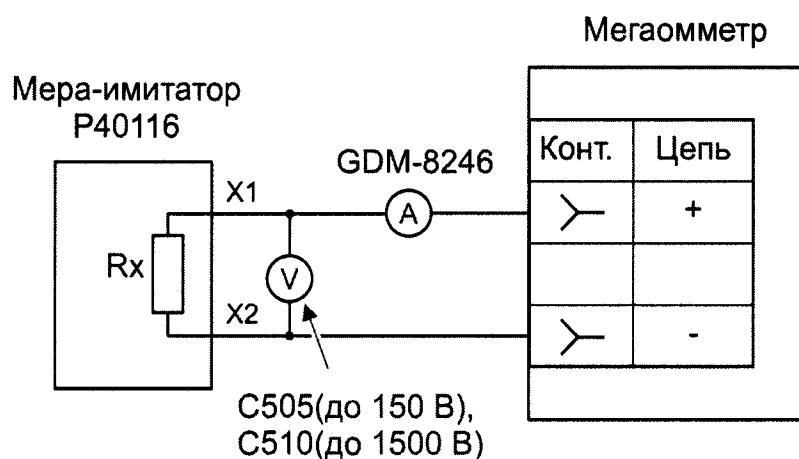 Мегаомметр
Мера-имитатор
Р40116
GDM-8246
Конт.
Цепь
X1
A
+
Rx
V
X2
-
С505(до 150 В),
С510(до 1500 В)